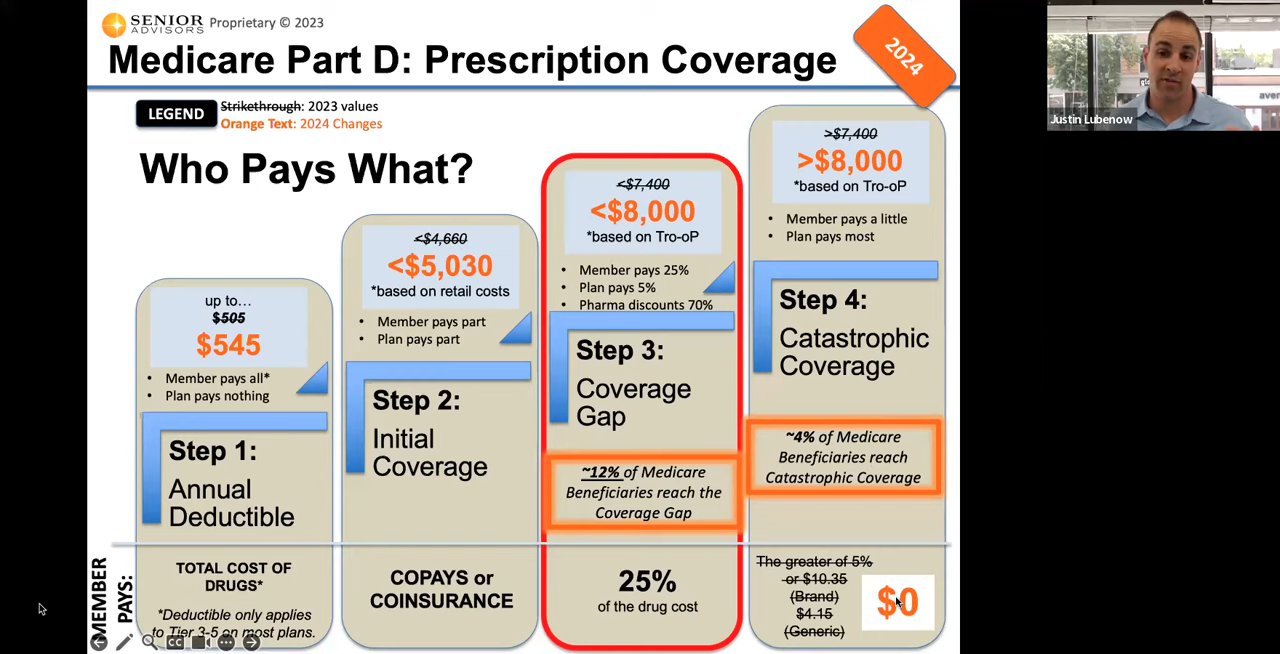 SENIOR
ADVISORS
Proprietary © 2023
Medicare Part D: Prescription Coverage
2024
Justin Lubenow
LEGEND
Strikethrough: 2023 values
Orange Text: 2024 Changes
Who Pays What?
up to…
$505
$545
• Member pays all*
• Plan pays nothing
Step 1:
Annual
Deductible
<$4,660
<$5,030
*based on retail costs
• Member pays part
• Plan pays part
Step 2:
Initial
Coverage
<$7,400
<$8,000
*based on Tro-oP
• Member pays 25%
• Plan pays 5%
• Pharma discounts 70%
Step 3:
Coverage
Gap
~12% of Medicare
Beneficiaries reach the
Coverage Gap
>$7,400
>$8,000
*based on Tro-oP
• Member pays a little
• Plan pays most
Step 4:
Catastrophic
Coverage
~4% of Medicare
Beneficiaries reach
Catastrophic Coverage
MEMBER
PAYS:
TOTAL COST OF
DRUGS*
*Deductible only applies
to Tier 3-5 on most plans.
COPAYS or
COINSURANCE
25%
of the drug cost
The greater of 5%
or $10.35
(Brand)
$4.15
(Generic)
$0
CC